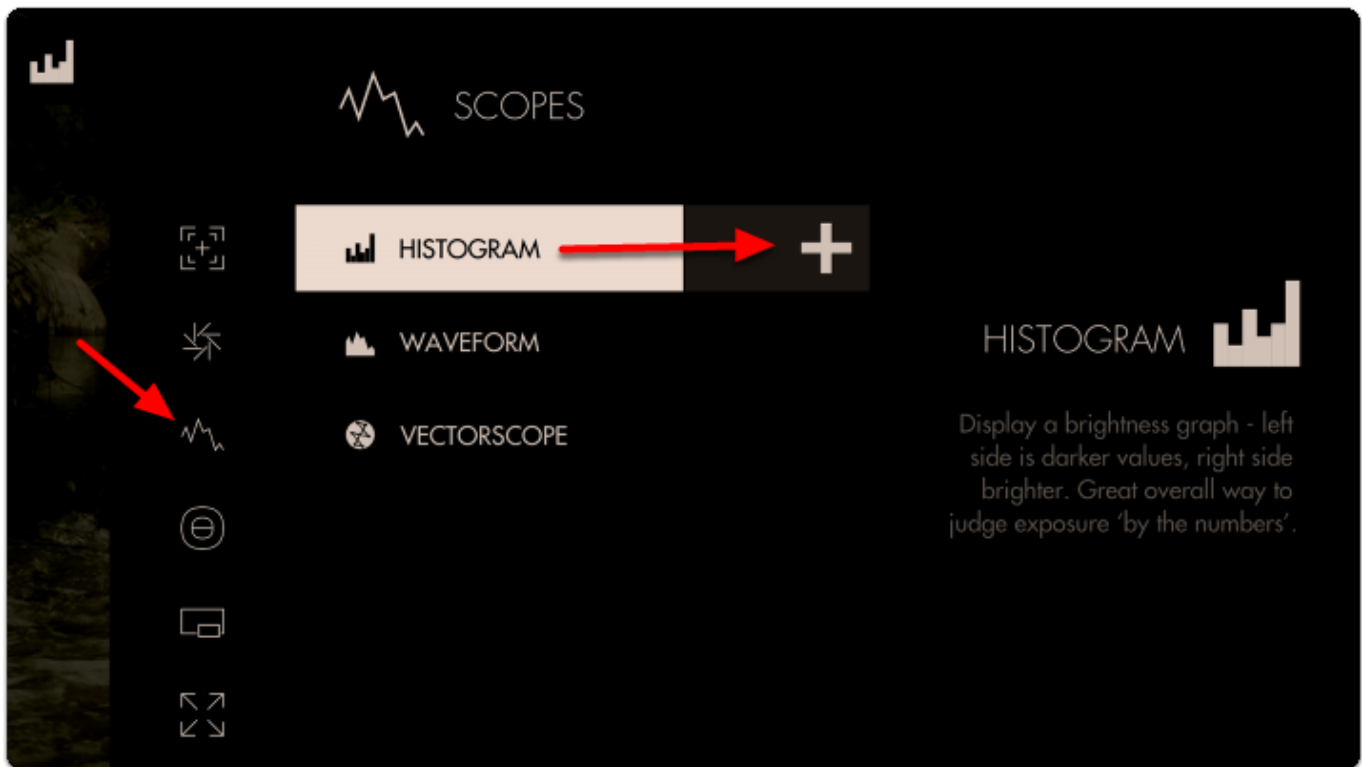 SCOPES
HISTOGRAM
WAVEFORM
VECTORSCOPE
HISTOGRAM
Display a brightness graph - left
side is darker values, right side
brighter. Great overall way to
judge exposure ‘by the numbers’.